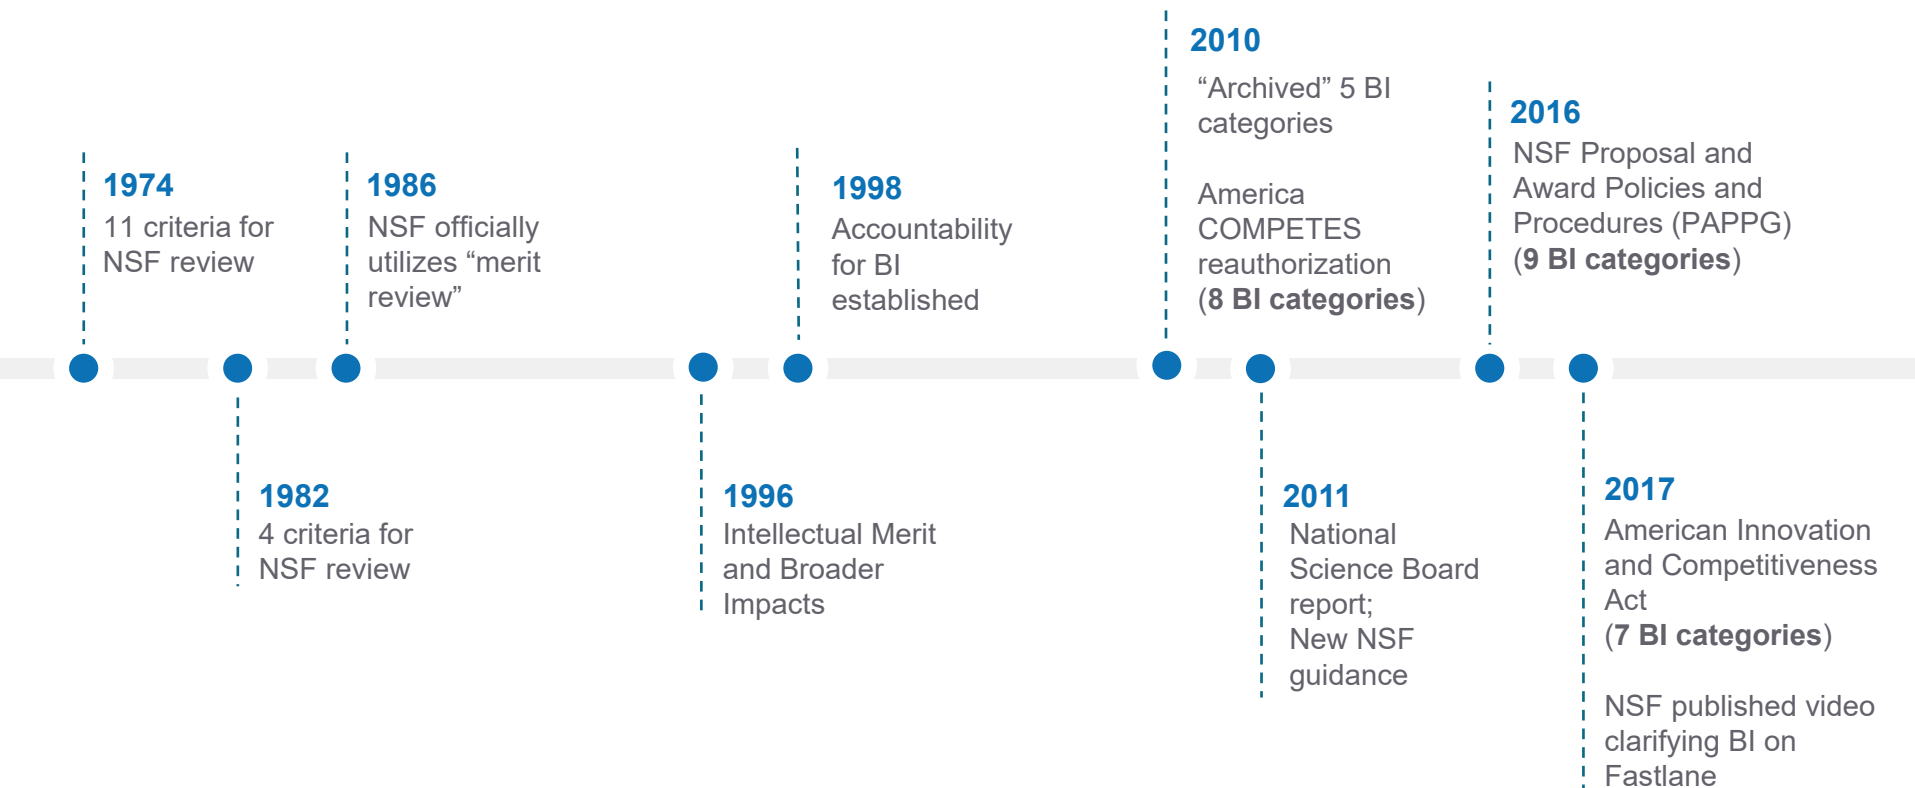 1974
11 criteria for
NSF review
1982
4 criteria for
NSF review
1986
NSF officially
utilizes “merit
review”
1996
Intellectual Merit
and Broader
Impacts
1998
Accountability
for BI
established
2010
“Archived” 5 BI
categories
America
COMPETES
reauthorization
(8 BI categories)
2011
National
Science Board
report;
New NSF
guidance
2016
NSF Proposal and
Award Policies and
Procedures (PAPPG)
(9 BI categories)
2017
American Innovation
and Competitiveness
Act
(7 BI categories)
NSF published video
clarifying BI on
Fastlane